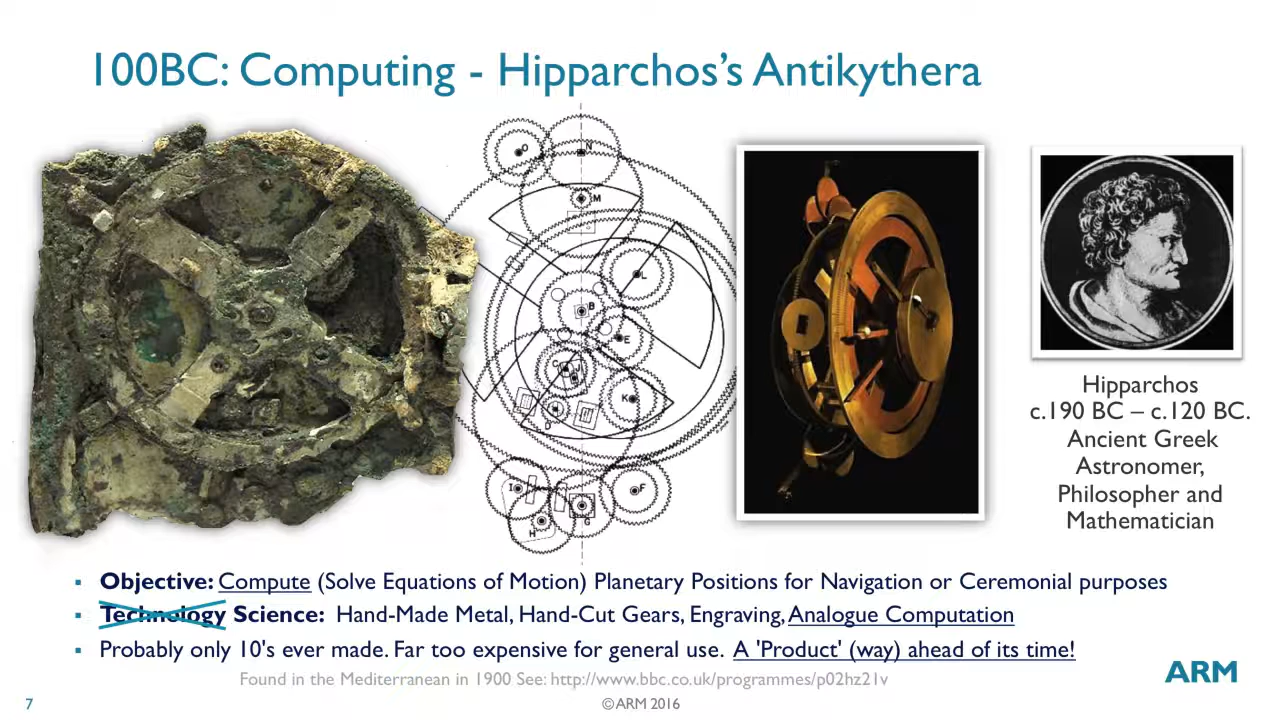 100BC: Computing - Hipparchos's Antikythera
O
N
M
L
B
E
C
J
K
D
I
F
G
H
Hipparchos
c.190 BC – c.120 BC.
Ancient Greek
Astronomer,
Philosopher and
Mathematician
▪ Objective: Compute (Solve Equations of Motion) Planetary Positions for Navigation or Ceremonial purposes
▪ Technology Science: Hand-Made Metal, Hand-Cut Gears, Engraving, Analogue Computation
▪ Probably only 10's ever made. Far too expensive for general use. A 'Product' (way) ahead of its time!
Found in the Mediterranean in 1900 See: http://www.bbc.co.uk/programmes/p02hz21v
ARM
7
©ARM 2016